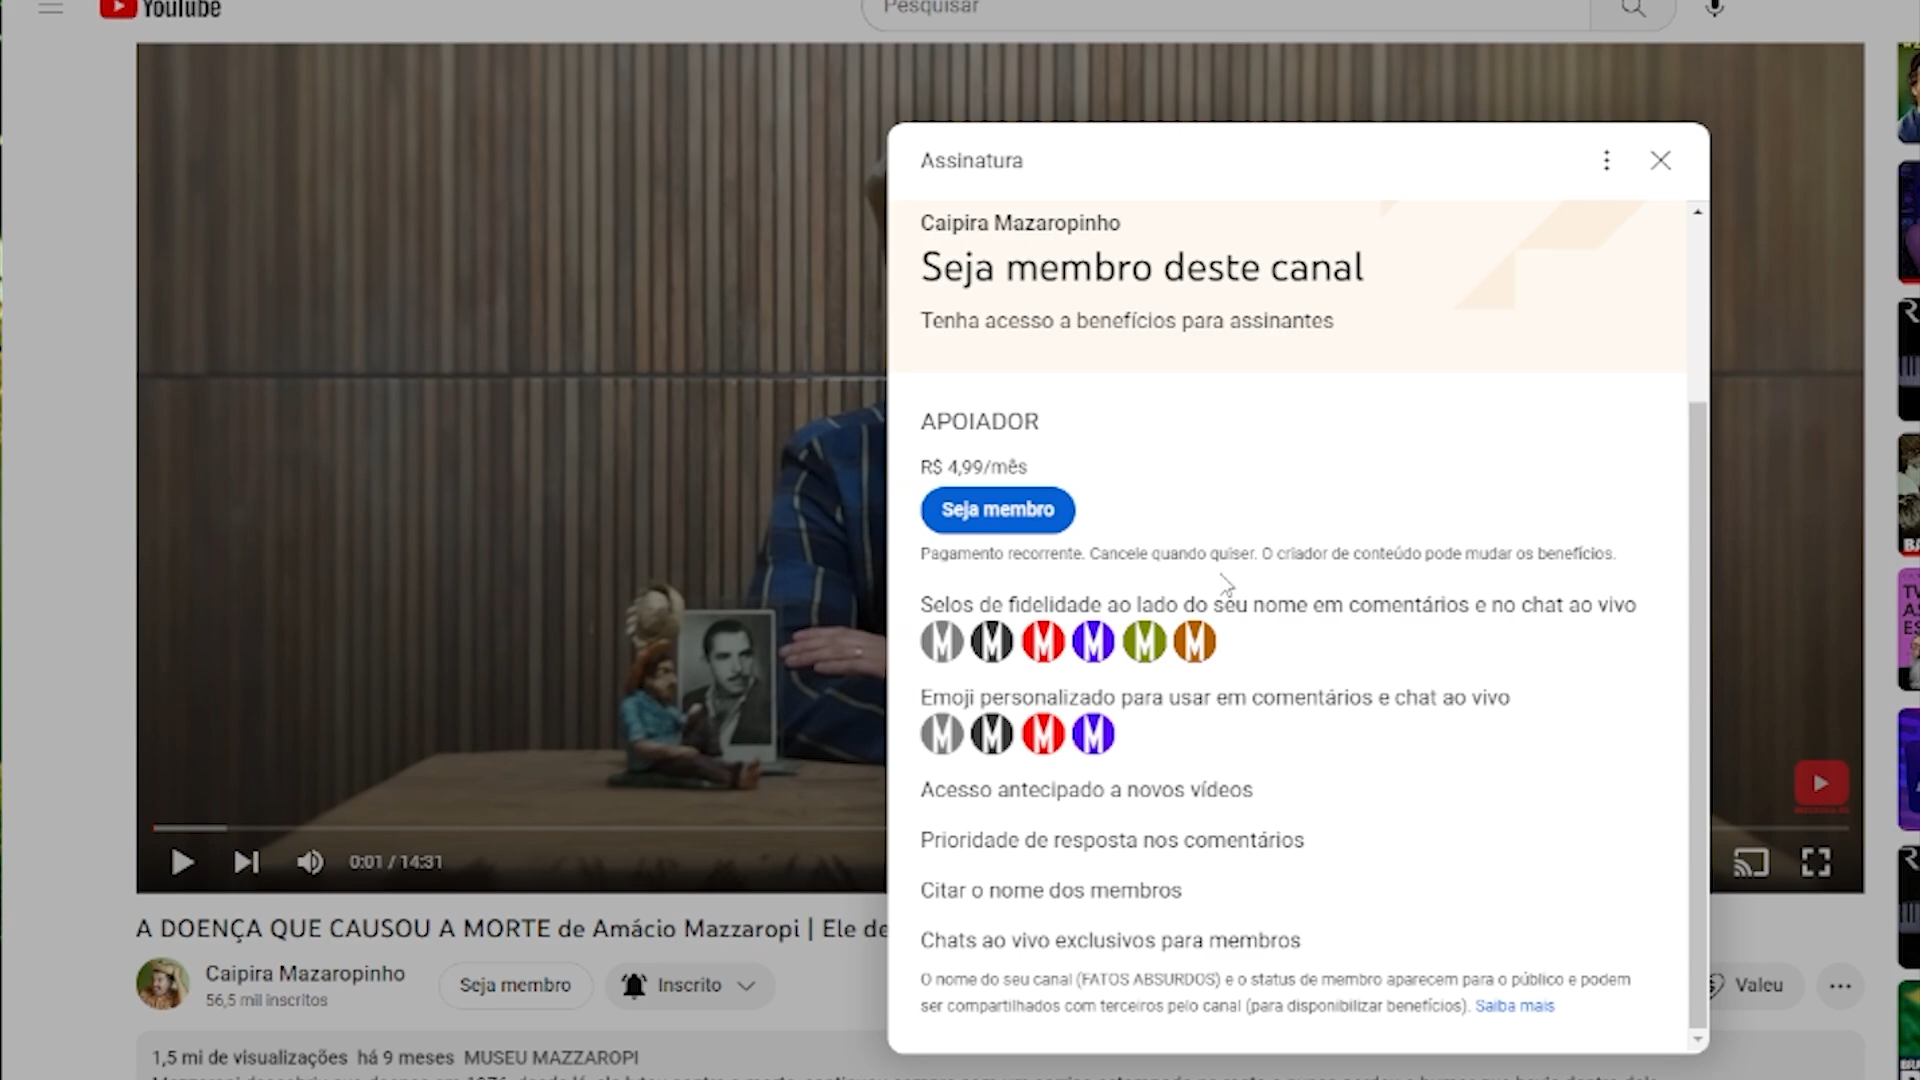 YouTube
Pesquisar
Assinatura
Caipira Mazaropinho
Seja membro deste canal
Tenha acesso a benefícios para assinantes
APOIADOR
R$ 4,99/mês
Seja membro
Pagamento recorrente. Cancele quando quiser. O criador de conteúdo pode mudar os benefícios.
Selos de fidelidade ao lado do seu nome em comentários e no chat ao vivo
M M M M M M
Emoji personalizado para usar em comentários e chat ao vivo
M M M M
Acesso antecipado a novos vídeos
Prioridade de resposta nos comentários
Citar o nome dos membros
Chats ao vivo exclusivos para membros
O nome do seu canal (FATOS ABSURDOS) e o status de membro aparecem para o público e podem
ser compartilhados com terceiros pelo canal (para disponibilizar benefícios). Saiba mais
0:01 / 14:31
A DOENÇA QUE CAUSOU A MORTE de Amácio Mazzaropi | Ele de
Caipira Mazaropinho
56,5 mil inscritos
Seja membro
Inscrito
Valeu
1,5 mi de visualizações há 9 meses MUSEU MAZZAROPI